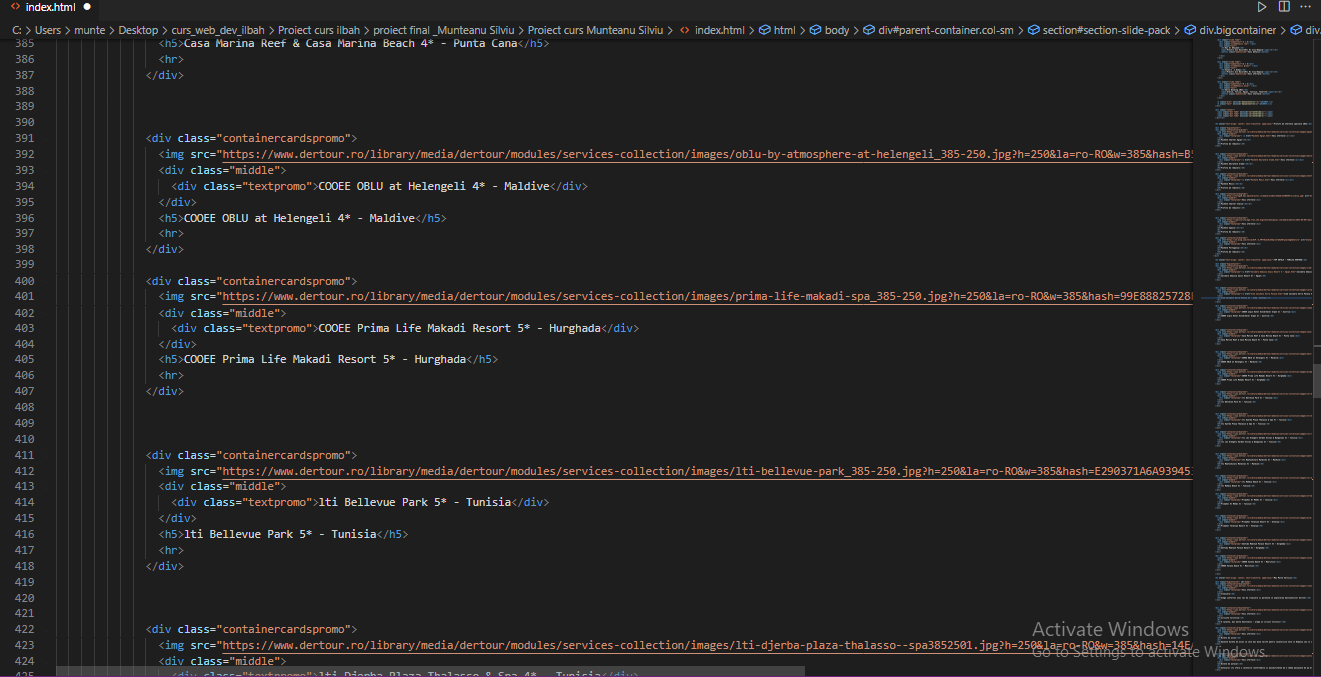 index.html
C: > Users > munte > Desktop > curs_web_dev_ilbah > Proiect curs ilbah > proiect final _Munteanu Silviu > Proiect curs Munteanu Silviu > index.html > html > body > div#parent-container.col-sm > section#section-slide-pack > div.bigcontainer > div.
385 <h5>Casa Marina Reef & Casa Marina Beach 4* - Punta Cana</h5>
386 <hr>
387 </div>
388
389
390
391 <div class="containercardspromo">
392 <img src="https://www.dertour.ro/library/media/dertour/modules/services-collection/images/oblu-by-atmosphere-at-helengeli_385-250.jpg?h=250&la=ro-RO&w=385&hash=B5
393 <div class="middle">
394 <div class="textpromo">COOEE OBLU at Helengeli 4* - Maldive</div>
395 </div>
396 <h5>COOEE OBLU at Helengeli 4* - Maldive</h5>
397 <hr>
398 </div>
399
400 <div class="containercardspromo">
401 <img src="https://www.dertour.ro/library/media/dertour/modules/services-collection/images/prima-life-makadi-spa_385-250.jpg?h=250&la=ro-RO&w=385&hash=99E88825728
402 <div class="middle">
403 <div class="textpromo">COOEE Prima Life Makadi Resort 5* - Hurghada</div>
404 </div>
405 <h5>COOEE Prima Life Makadi Resort 5* - Hurghada</h5>
406 <hr>
407 </div>
408
409
410
411 <div class="containercardspromo">
412 <img src="https://www.dertour.ro/library/media/dertour/modules/services-collection/images/lti-bellevue-park_385-250.jpg?h=250&la=ro-RO&w=385&hash=E290371A6A93945
413 <div class="middle">
414 <div class="textpromo">lti Bellevue Park 5* - Tunisia</div>
415 </div>
416 <h5>lti Bellevue Park 5* - Tunisia</h5>
417 <hr>
418 </div>
419
420
421
422 <div class="containercardspromo">
423 <img src="https://www.dertour.ro/library/media/dertour/modules/services-collection/images/lti-djerba-plaza-thalasso--spa3852501.jpg?h=250&la=ro-RO&w=385&hash=14E
424 <div class="middle">
425 <div class="textpromo">lti Djerba Plaza Thalasso & Spa 4* - Tunisia</div>
Activate Windows
Go to Settings to activate Windows.